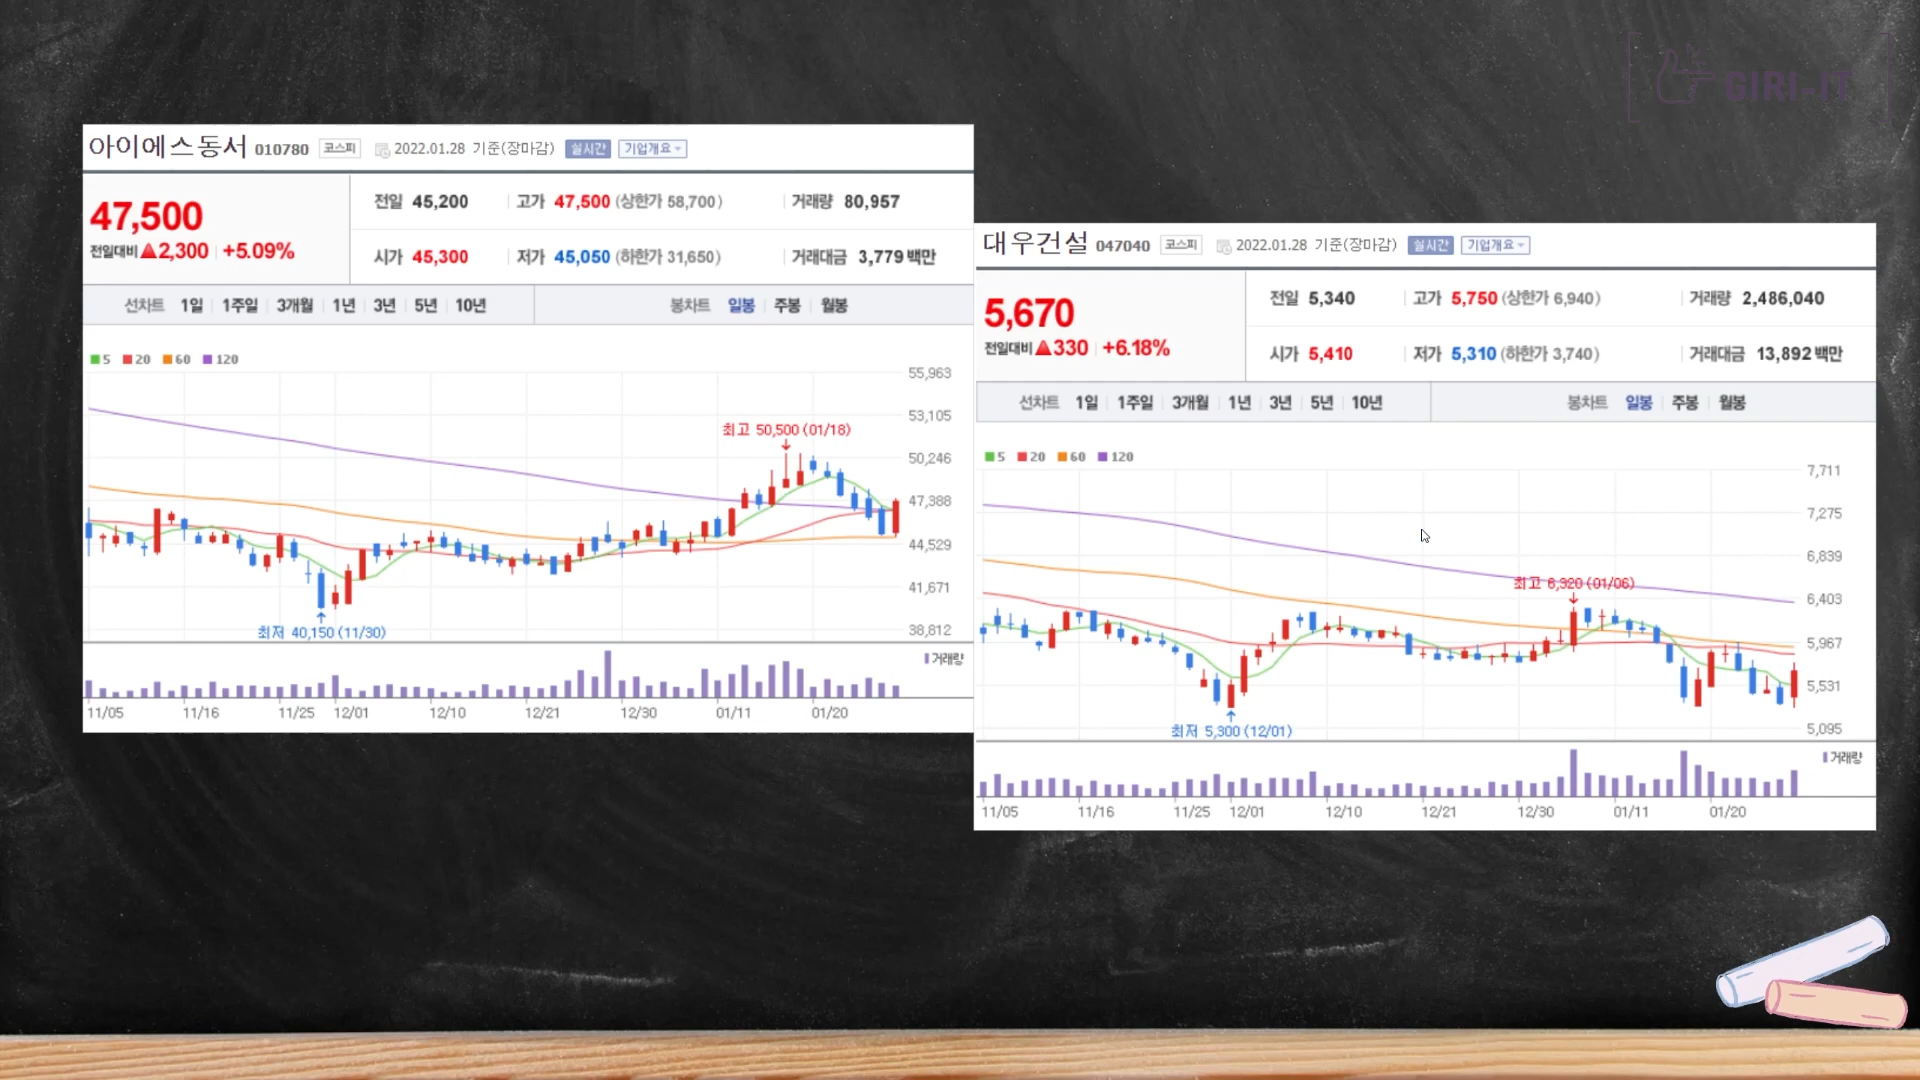 GIRI-IT
아이에스동서 010780 코스피 2022.01.28 기준(장마감) 실시간 기업개요
47,500
전일대비 ▲2,300 +5.09%
전일 45,200 고가 47,500 (상한가 58,700) 거래량 80,957
시가 45,300 저가 45,050 (하한가 31,650) 거래대금 3,779 백만
선차트 1일 1주일 3개월 1년 3년 5년 10년 봉차트 일봉 주봉 월봉
5 20 60 120
55,963
53,105
최고 50,500 (01/18)
50,246
47,388
44,529
41,671
최저 40,150 (11/30)
38,812
거래량
11/05 11/16 11/25 12/01 12/10 12/21 12/30 01/11 01/20
대우건설 047040 코스피 2022.01.28 기준(장마감) 실시간 기업개요
5,670
전일대비 ▲330 +6.18%
전일 5,340 고가 5,750 (상한가 6,940) 거래량 2,486,040
시가 5,410 저가 5,310 (하한가 3,740) 거래대금 13,892 백만
선차트 1일 1주일 3개월 1년 3년 5년 10년 봉차트 일봉 주봉 월봉
5 20 60 120
7,711
7,275
6,839
최고 6,320 (01/06)
6,403
5,967
5,531
최저 5,300 (12/01)
5,095
거래량
11/05 11/16 11/25 12/01 12/10 12/21 12/30 01/11 01/20